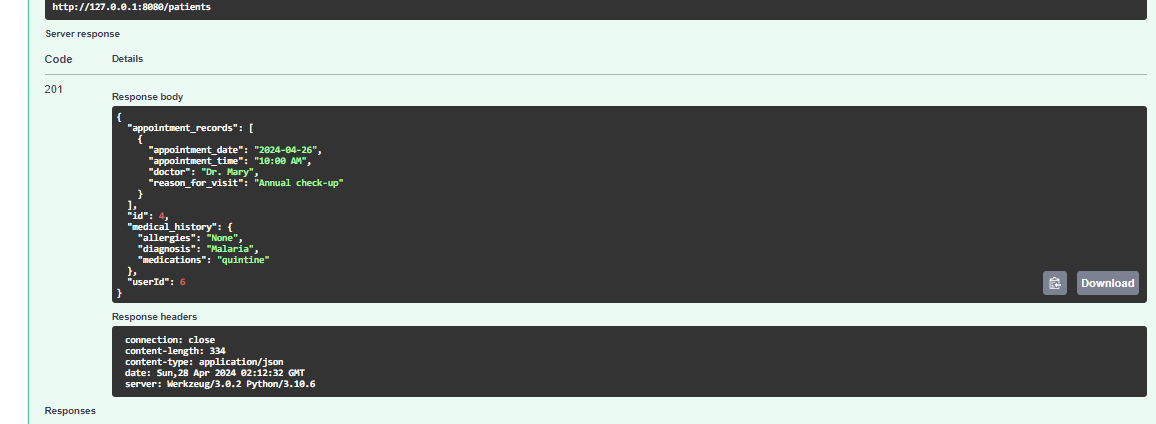 http://127.0.0.1:8080/patients
Server response
Code Details
201
Response body
{
"appointment_records": [
{
"appointment_date": "2024-04-26",
"appointment_time": "10:00 AM",
"doctor": "Dr. Mary",
"reason_for_visit": "Annual check-up"
}
],
"id": 4,
"medical_history": {
"allergies": "None",
"diagnosis": "Malaria",
"medications": "quintine"
},
"userId": 6
}
Download
Response headers
connection: close
content-length: 334
content-type: application/json
date: Sun,28 Apr 2024 02:12:32 GMT
server: Werkzeug/3.0.2 Python/3.10.6
Responses